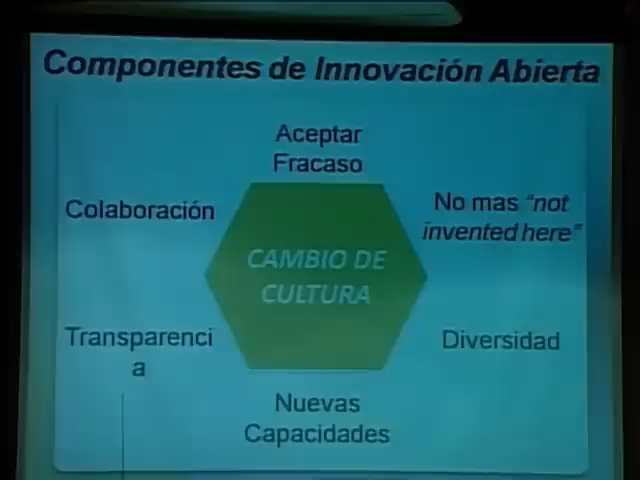 Componentes de Innovación Abierta
Aceptar
Fracaso
Colaboración
No mas "not
invented here"
CAMBIO DE
CULTURA
Transparenci
a
Diversidad
Nuevas
Capacidades